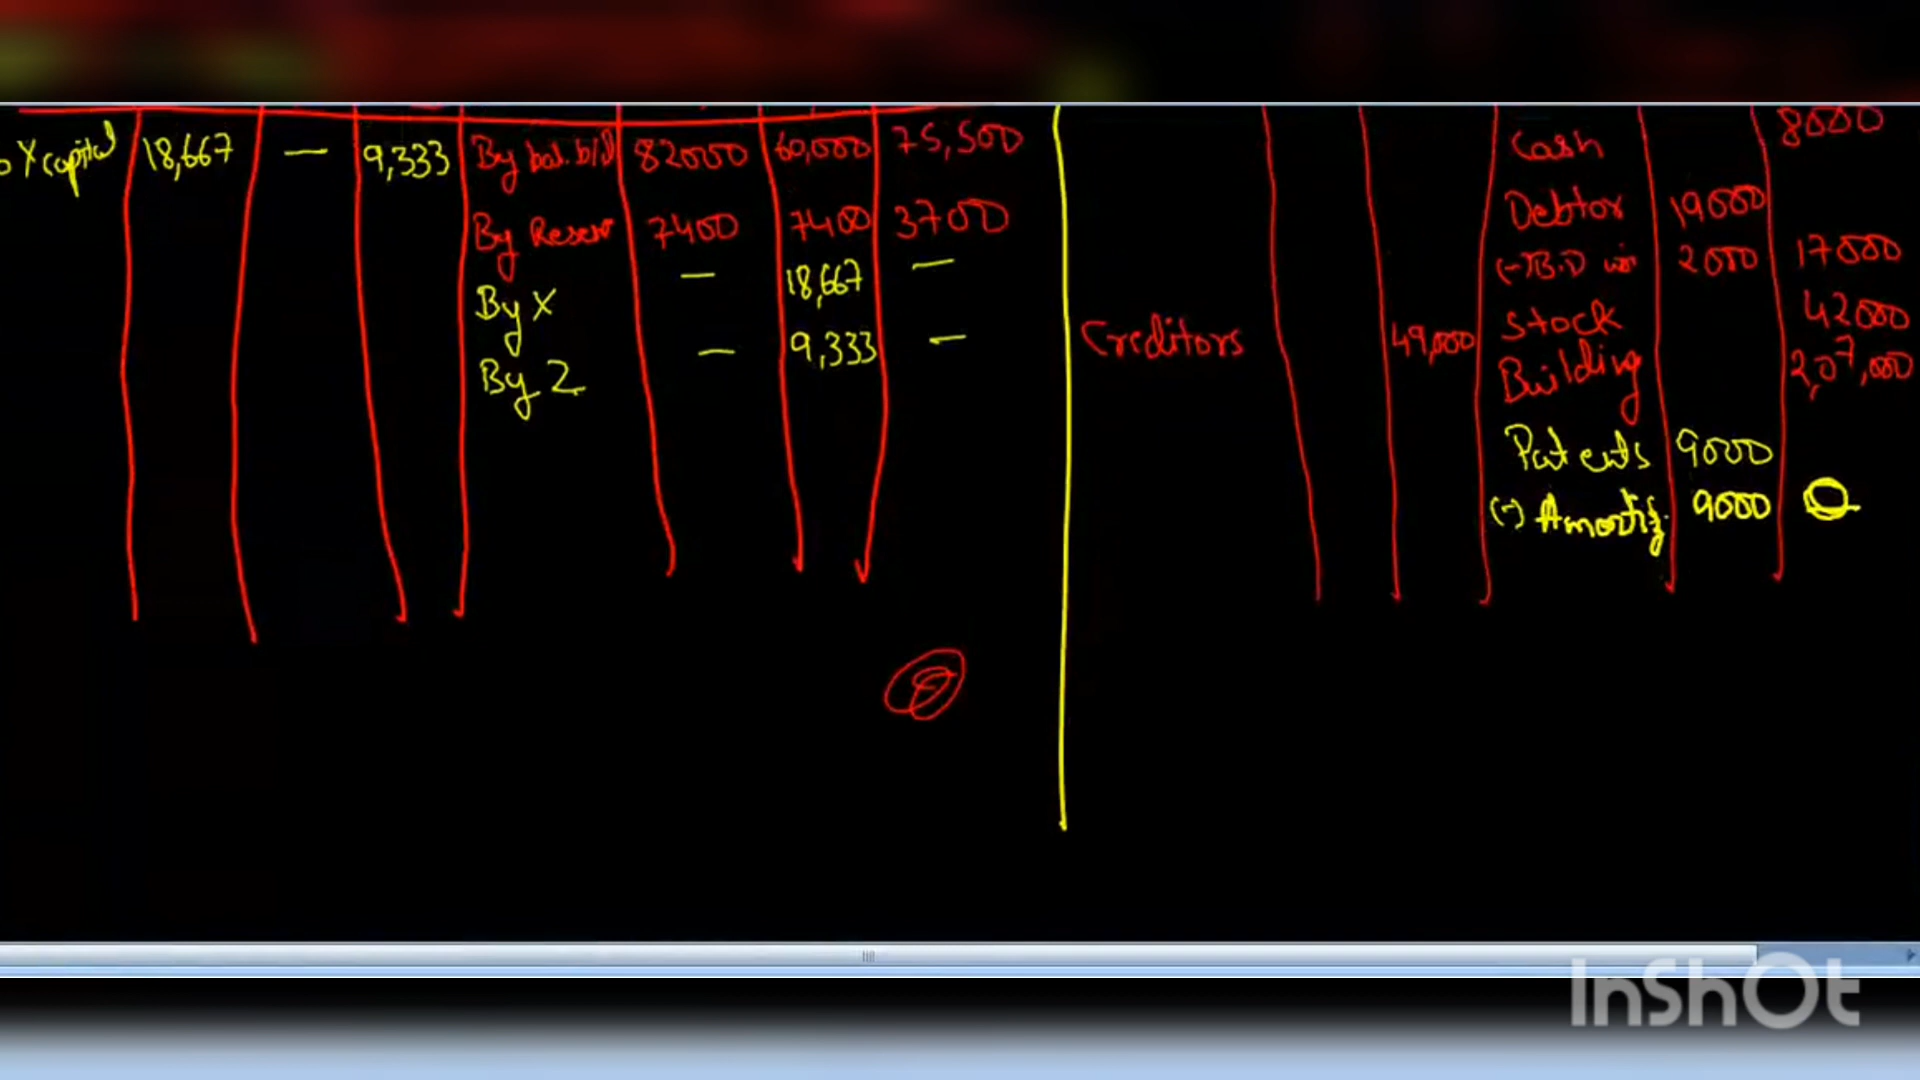 o Y capital 18,667 — 9,333 By bal. b/d 82000 60,000 75,500
By Reserv 7400 7400 3700
By X — 18,667 —
By Z — 9,333 —
Cash 8000
Debtor 19000
(-) B.D 2000 17000
Creditors 49,000 Stock 42000
Building 2,07,000
Patents 9000
(-) Amortiz. 9000 0
InShOt